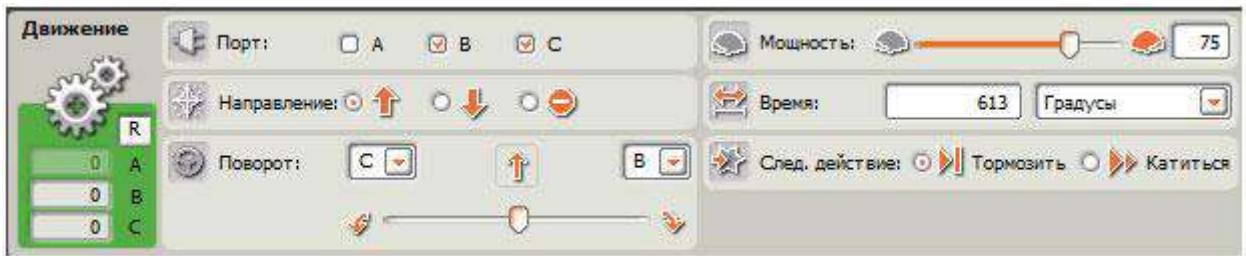 Движение
Порт: A B C
Мощность: 75
Направление:
Время: 613 Градусы
R
0 A
0 B
0 C
Поворот: C B
След. действие: Тормозить Катиться